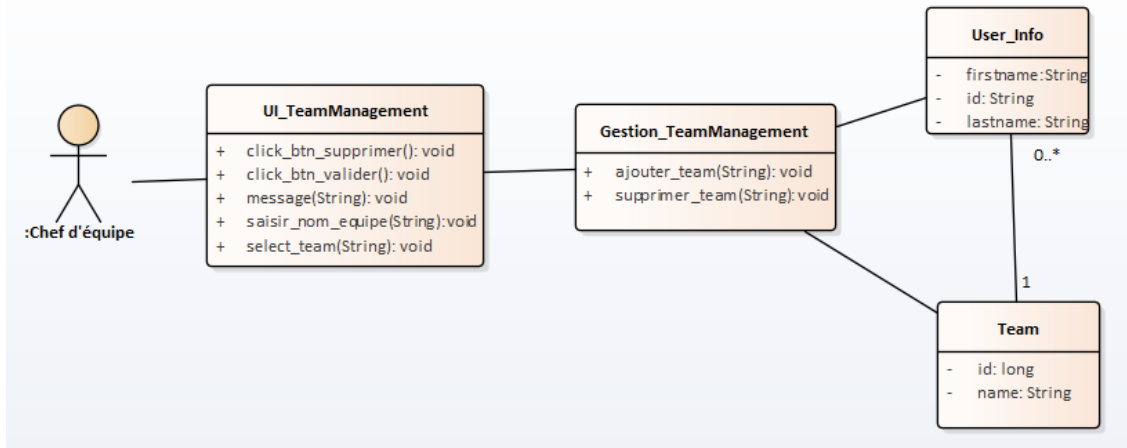 :Chef d'équipe
UI_TeamManagement
+ click_btn_supprimer(): void
+ click_btn_valider(): void
+ message(String): void
+ saisir_nom_equipe(String):void
+ select_team(String): void
Gestion_TeamManagement
+ ajouter_team(String): void
+ supprimer_team(String): void
User_Info
- firstname:String
- id: String
- lastname: String
0..*
1
Team
- id: long
- name: String